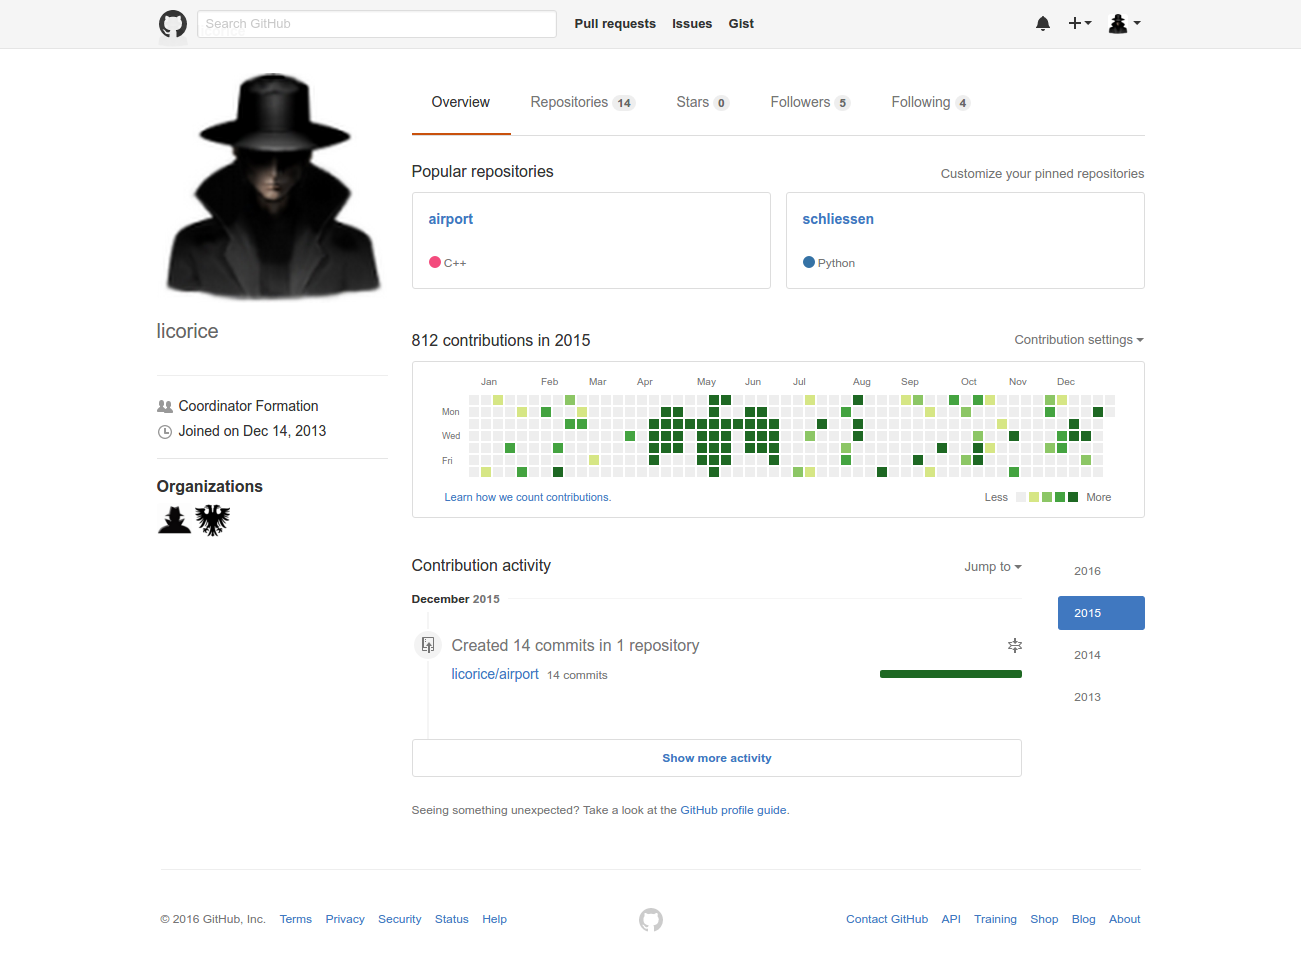 Search GitHub
Pull requests Issues Gist
Overview Repositories 14 Stars 0 Followers 5 Following 4
Popular repositories
Customize your pinned repositories
airport
C++
schliessen
Python
licorice
Coordinator Formation
Joined on Dec 14, 2013
Organizations
812 contributions in 2015
Contribution settings
Jan Feb Mar Apr May Jun Jul Aug Sep Oct Nov Dec
Mon
Wed
Fri
Learn how we count contributions.
Less More
Contribution activity
Jump to
December 2015
Created 14 commits in 1 repository
licorice/airport 14 commits
2016
2015
2014
2013
Show more activity
Seeing something unexpected? Take a look at the GitHub profile guide.
© 2016 GitHub, Inc. Terms Privacy Security Status Help
Contact GitHub API Training Shop Blog About